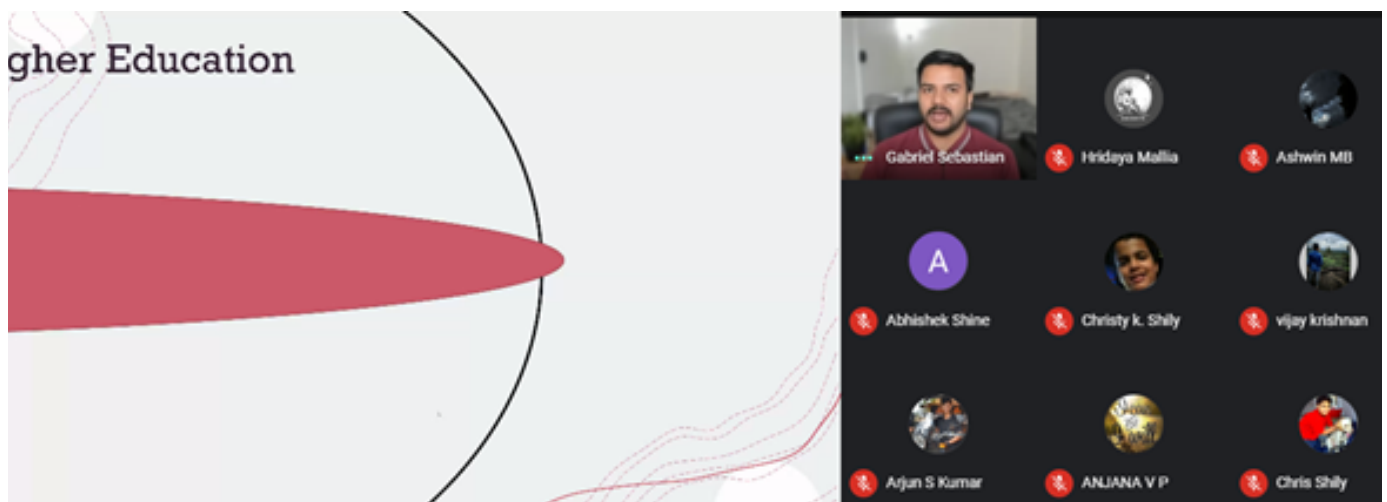 gher Education
Gabriel Sebastian
Hridaya Mallia
Ashwin MB
A
Abhishek Shine
Christy k. Shily
vijay krishnan
Arjun S Kumar
ANJANA V P
Chris Shily